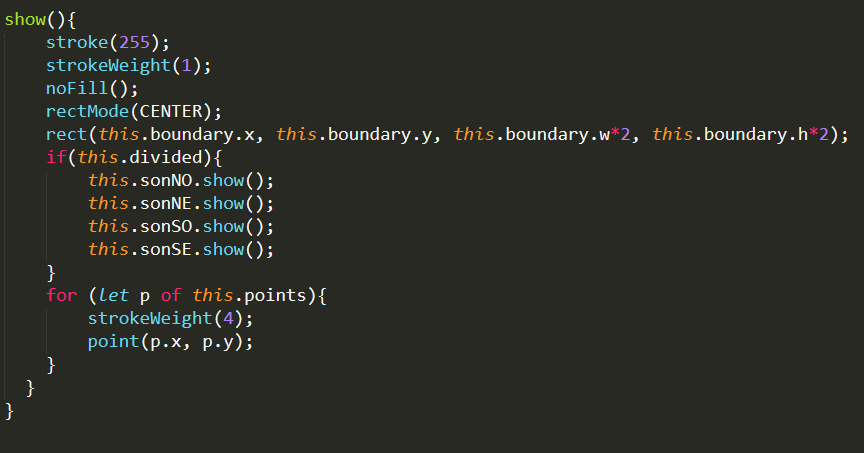 show(){
    stroke(255);
    strokeWeight(1);
    noFill();
    rectMode(CENTER);
    rect(this.boundary.x, this.boundary.y, this.boundary.w*2, this.boundary.h*2);
    if(this.divided){
        this.sonNO.show();
        this.sonNE.show();
        this.sonSO.show();
        this.sonSE.show();
    }
    for (let p of this.points){
        strokeWeight(4);
        point(p.x, p.y);
    }
  }
}